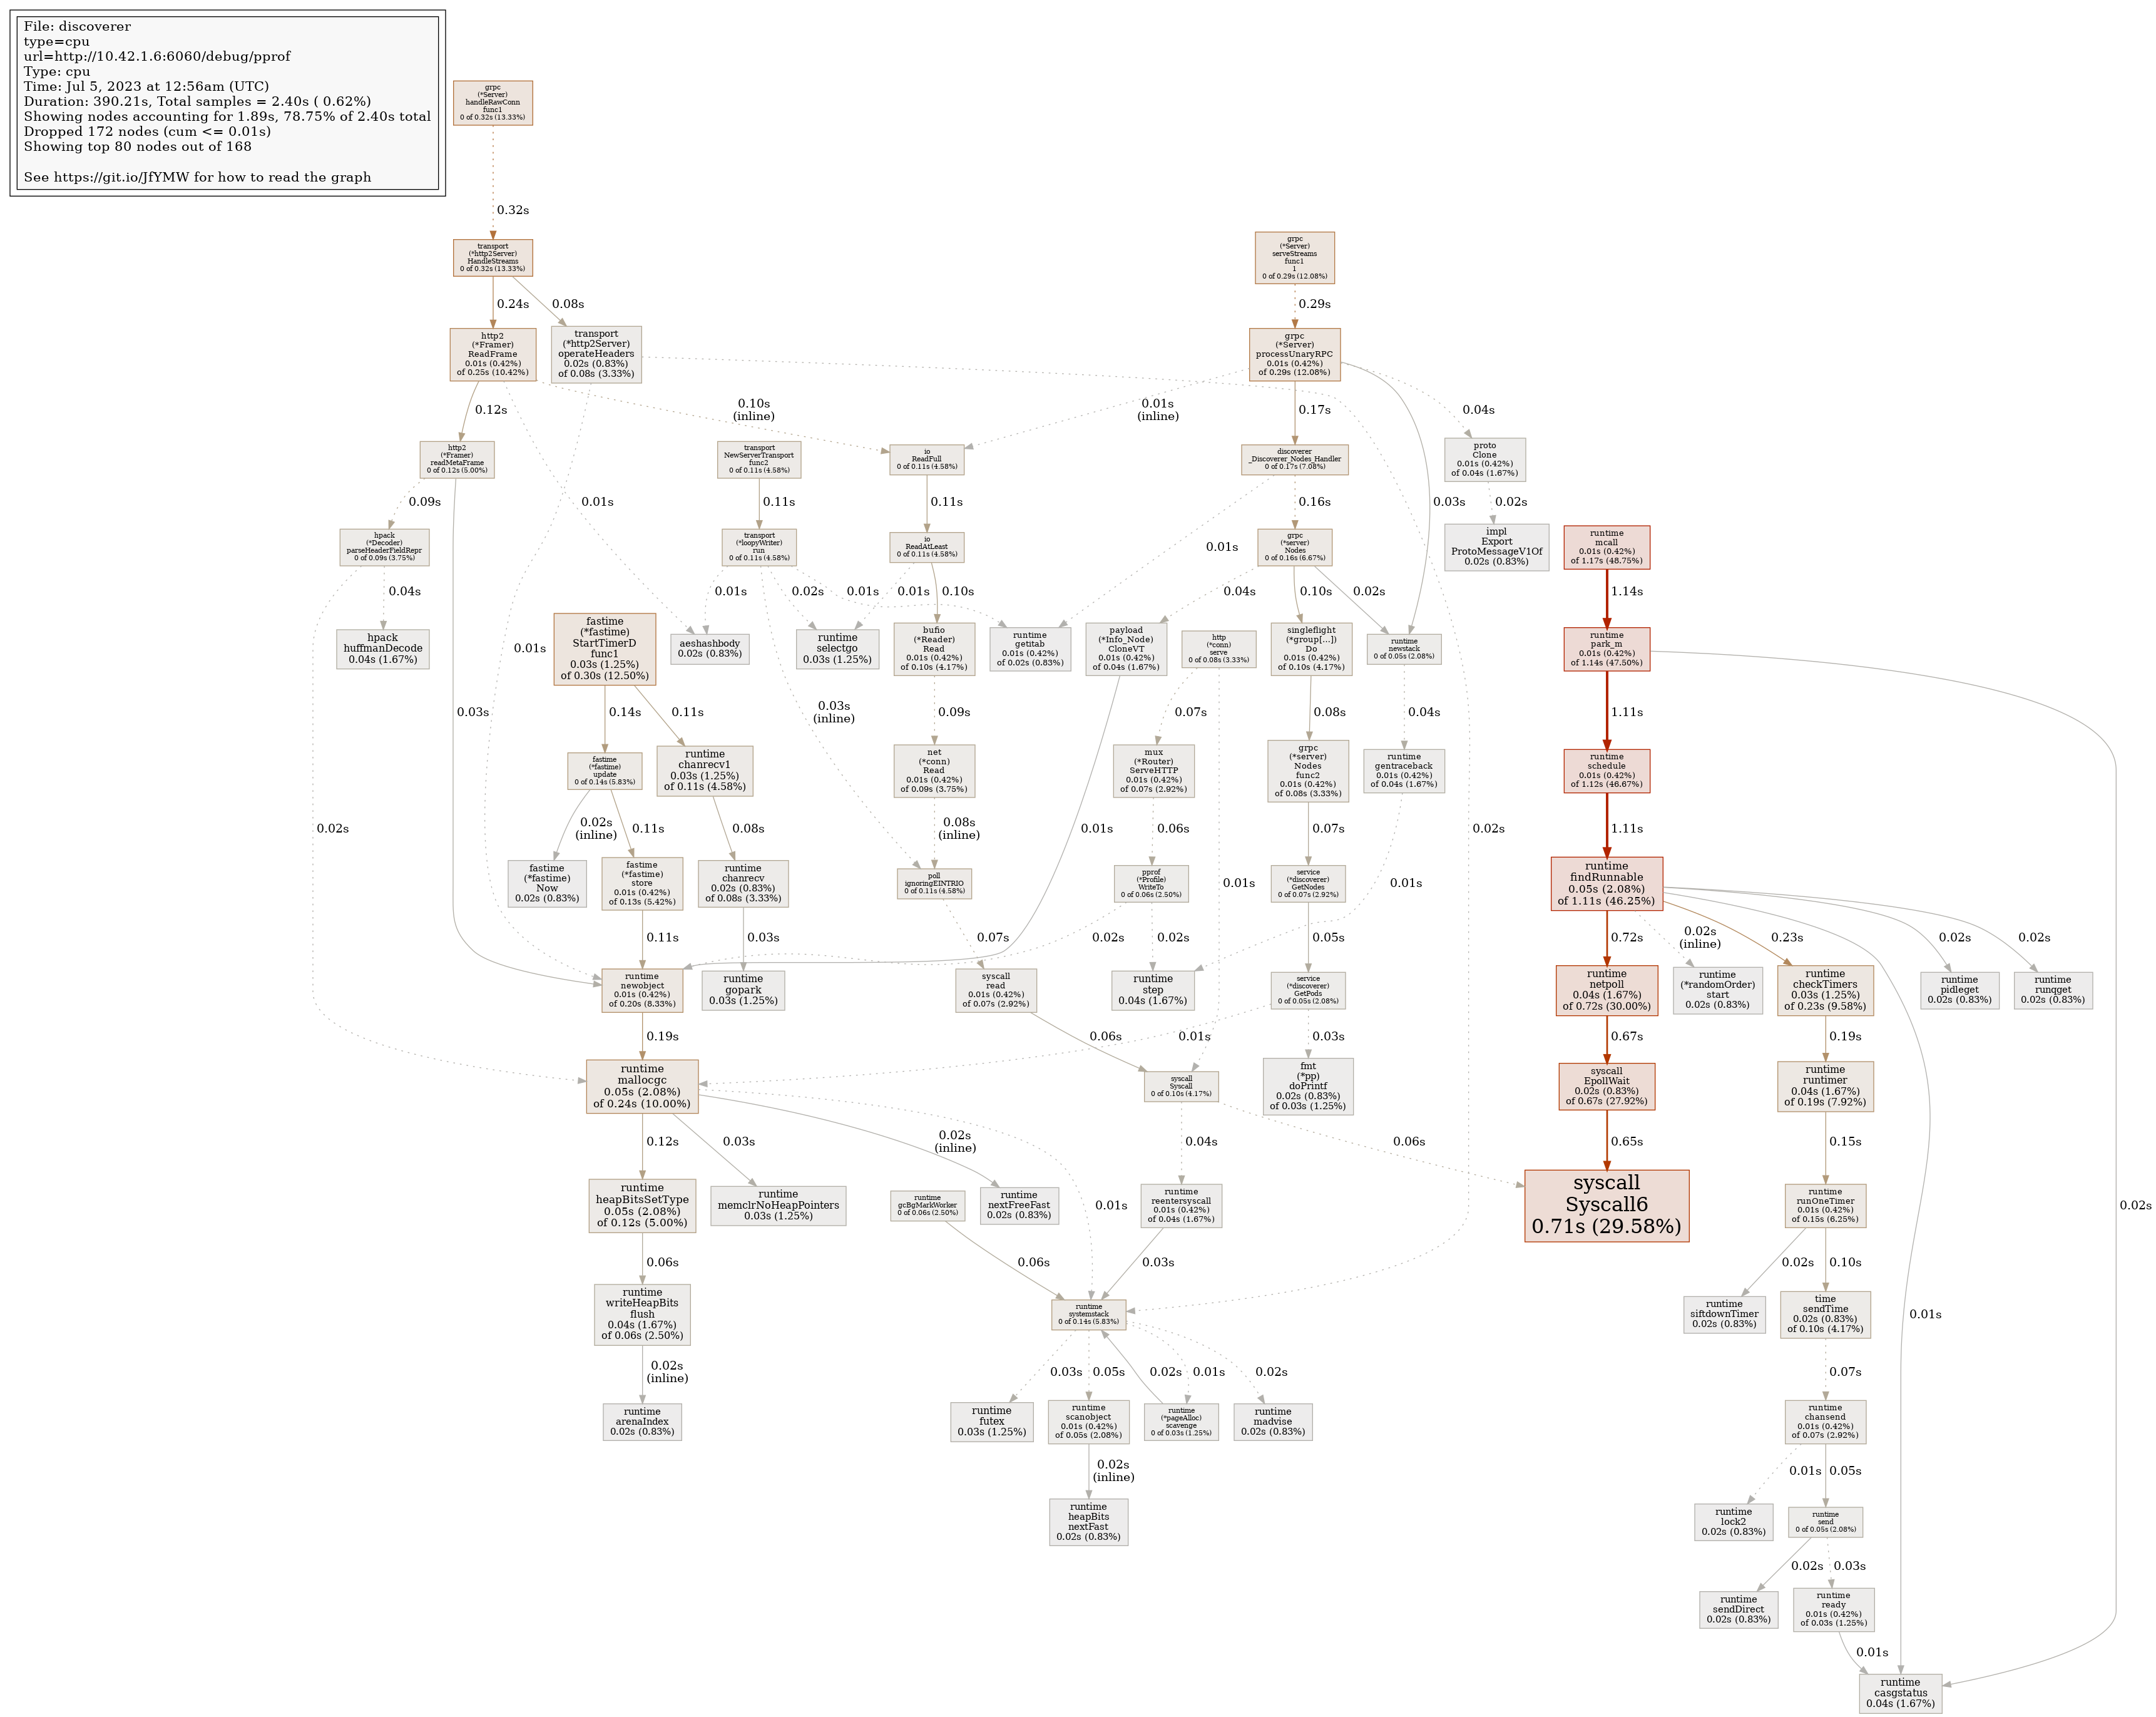 File: discoverer
type=cpu
url=http://10.42.1.6:6060/debug/pprof
Type: cpu
Time: Jul 5, 2023 at 12:56am (UTC)
Duration: 390.21s, Total samples = 2.40s ( 0.62%)
Showing nodes accounting for 1.89s, 78.75% of 2.40s total
Dropped 172 nodes (cum <= 0.01s)
Showing top 80 nodes out of 168
See https://git.io/JfYMW for how to read the graph
grpc
(*Server)
handleRawConn
func1
0 of 0.32s (13.33%)
0.32s
transport
(*http2Server)
HandleStreams
0 of 0.32s (13.33%)
grpc
(*Server)
serveStreams
func1
1
0 of 0.29s (12.08%)
0.24s
0.08s
0.29s
http2
(*Framer)
ReadFrame
0.01s (0.42%)
of 0.25s (10.42%)
transport
(*http2Server)
operateHeaders
0.02s (0.83%)
of 0.08s (3.33%)
grpc
(*Server)
processUnaryRPC
0.01s (0.42%)
of 0.29s (12.08%)
0.12s
0.10s
(inline)
0.01s
(inline)
0.17s
0.04s
http2
(*Framer)
readMetaFrame
0 of 0.12s (5.00%)
transport
NewServerTransport
func2
0 of 0.11s (4.58%)
io
ReadFull
0 of 0.11s (4.58%)
discoverer
_Discoverer_Nodes_Handler
0 of 0.17s (7.08%)
proto
Clone
0.01s (0.42%)
of 0.04s (1.67%)
0.09s
0.01s
0.11s
0.11s
0.16s
0.03s
0.02s
hpack
(*Decoder)
parseHeaderFieldRepr
0 of 0.09s (3.75%)
transport
(*loopyWriter)
run
0 of 0.11s (4.58%)
io
ReadAtLeast
0 of 0.11s (4.58%)
0.01s
grpc
(*server)
Nodes
0 of 0.16s (6.67%)
impl
Export
ProtoMessageV1Of
0.02s (0.83%)
runtime
mcall
0.01s (0.42%)
of 1.17s (48.75%)
0.04s
0.01s
0.02s
0.01s
0.01s
0.10s
0.04s
0.10s
0.02s
1.14s
hpack
huffmanDecode
0.04s (1.67%)
0.01s
fastime
(*fastime)
StartTimerD
func1
0.03s (1.25%)
of 0.30s (12.50%)
aeshashbody
0.02s (0.83%)
runtime
selectgo
0.03s (1.25%)
bufio
(*Reader)
Read
0.01s (0.42%)
of 0.10s (4.17%)
runtime
getitab
0.01s (0.42%)
of 0.02s (0.83%)
payload
(*Info_Node)
CloneVT
0.01s (0.42%)
of 0.04s (1.67%)
http
(*conn)
serve
0 of 0.08s (3.33%)
singleflight
(*group[...])
Do
0.01s (0.42%)
of 0.10s (4.17%)
runtime
newstack
0 of 0.05s (2.08%)
runtime
park_m
0.01s (0.42%)
of 1.14s (47.50%)
0.03s
0.14s
0.11s
0.03s
(inline)
0.09s
0.07s
0.08s
0.04s
1.11s
fastime
(*fastime)
update
0 of 0.14s (5.83%)
runtime
chanrecv1
0.03s (1.25%)
of 0.11s (4.58%)
net
(*conn)
Read
0.01s (0.42%)
of 0.09s (3.75%)
mux
(*Router)
ServeHTTP
0.01s (0.42%)
of 0.07s (2.92%)
grpc
(*server)
Nodes
func2
0.01s (0.42%)
of 0.08s (3.33%)
runtime
gentraceback
0.01s (0.42%)
of 0.04s (1.67%)
runtime
schedule
0.01s (0.42%)
of 1.12s (46.67%)
0.02s
0.02s
(inline)
0.11s
0.08s
0.08s
(inline)
0.01s
0.06s
0.07s
0.02s
1.11s
fastime
(*fastime)
Now
0.02s (0.83%)
fastime
(*fastime)
store
0.01s (0.42%)
of 0.13s (5.42%)
runtime
chanrecv
0.02s (0.83%)
of 0.08s (3.33%)
poll
ignoringEINTRIO
0 of 0.11s (4.58%)
pprof
(*Profile)
WriteTo
0 of 0.06s (2.50%)
0.01s
service
(*discoverer)
GetNodes
0 of 0.07s (2.92%)
0.01s
runtime
findRunnable
0.05s (2.08%)
of 1.11s (46.25%)
0.11s
0.03s
0.07s
0.02s
0.02s
0.05s
0.72s
0.02s
(inline)
0.23s
0.02s
0.02s
runtime
newobject
0.01s (0.42%)
of 0.20s (8.33%)
runtime
gopark
0.03s (1.25%)
syscall
read
0.01s (0.42%)
of 0.07s (2.92%)
runtime
step
0.04s (1.67%)
service
(*discoverer)
GetPods
0 of 0.05s (2.08%)
runtime
netpoll
0.04s (1.67%)
of 0.72s (30.00%)
runtime
(*randomOrder)
start
0.02s (0.83%)
runtime
checkTimers
0.03s (1.25%)
of 0.23s (9.58%)
runtime
pidleget
0.02s (0.83%)
runtime
runqget
0.02s (0.83%)
0.19s
0.06s
0.01s
0.03s
0.67s
0.19s
runtime
mallocgc
0.05s (2.08%)
of 0.24s (10.00%)
syscall
Syscall
0 of 0.10s (4.17%)
fmt
(*pp)
doPrintf
0.02s (0.83%)
of 0.03s (1.25%)
syscall
EpollWait
0.02s (0.83%)
of 0.67s (27.92%)
runtime
runtimer
0.04s (1.67%)
of 0.19s (7.92%)
0.12s
0.03s
0.02s
(inline)
0.04s
0.06s
0.65s
0.15s
runtime
heapBitsSetType
0.05s (2.08%)
of 0.12s (5.00%)
runtime
memclrNoHeapPointers
0.03s (1.25%)
runtime
gcBgMarkWorker
0 of 0.06s (2.50%)
runtime
nextFreeFast
0.02s (0.83%)
0.01s
runtime
reentersyscall
0.01s (0.42%)
of 0.04s (1.67%)
syscall
Syscall6
0.71s (29.58%)
runtime
runOneTimer
0.01s (0.42%)
of 0.15s (6.25%)
0.02s
0.06s
0.06s
0.03s
0.02s
0.10s
runtime
writeHeapBits
flush
0.04s (1.67%)
of 0.06s (2.50%)
runtime
systemstack
0 of 0.14s (5.83%)
runtime
siftdownTimer
0.02s (0.83%)
time
sendTime
0.02s (0.83%)
of 0.10s (4.17%)
0.01s
0.02s
(inline)
0.03s
0.05s
0.02s
0.01s
0.02s
0.07s
runtime
arenaIndex
0.02s (0.83%)
runtime
futex
0.03s (1.25%)
runtime
scanobject
0.01s (0.42%)
of 0.05s (2.08%)
runtime
(*pageAlloc)
scavenge
0 of 0.03s (1.25%)
runtime
madvise
0.02s (0.83%)
runtime
chansend
0.01s (0.42%)
of 0.07s (2.92%)
0.02s
(inline)
0.01s
0.05s
runtime
heapBits
nextFast
0.02s (0.83%)
runtime
lock2
0.02s (0.83%)
runtime
send
0 of 0.05s (2.08%)
0.02s
0.03s
runtime
sendDirect
0.02s (0.83%)
runtime
ready
0.01s (0.42%)
of 0.03s (1.25%)
0.01s
runtime
casgstatus
0.04s (1.67%)